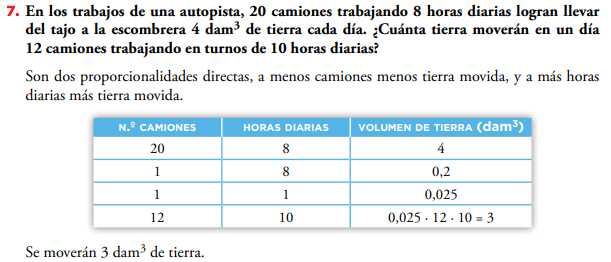 7. En los trabajos de una autopista, 20 camiones trabajando 8 horas diarias logran llevar
del tajo a la escombrera 4 dam³ de tierra cada día. ¿Cuánta tierra moverán en un día
12 camiones trabajando en turnos de 10 horas diarias?
Son dos proporcionalidades directas, a menos camiones menos tierra movida, y a más horas
diarias más tierra movida.
N.º CAMIONES HORAS DIARIAS VOLUMEN DE TIERRA (dam³)
20 8 4
1 8 0,2
1 1 0,025
12 10 0,025 · 12 · 10 = 3
Se moverán 3 dam³ de tierra.